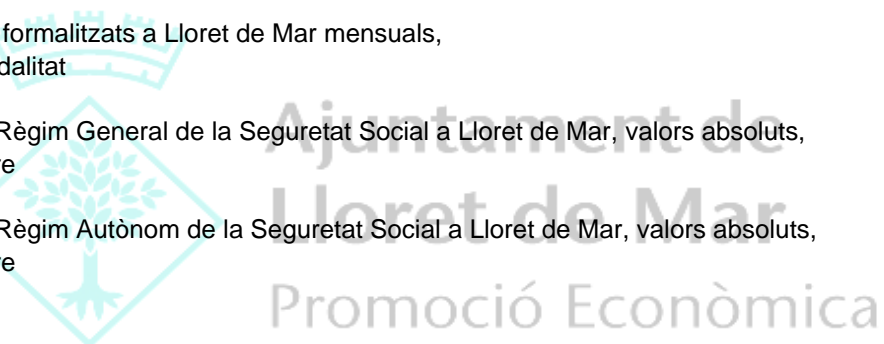 formalitzats a Lloret de Mar mensuals,
dalitat
Règim General de la Seguretat Social a Lloret de Mar, valors absoluts,
re
Règim Autònom de la Seguretat Social a Lloret de Mar, valors absoluts,
re
Ajuntament de
Lloret de Mar
Promoció Econòmica